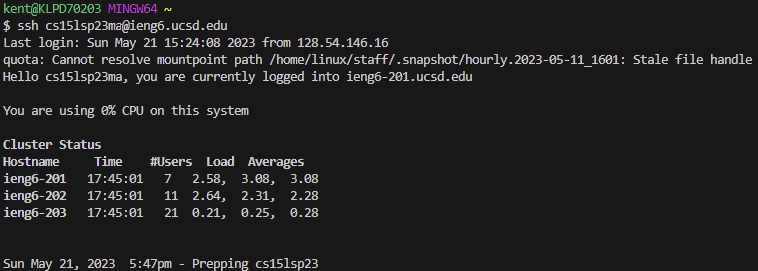 kent@KLPD70203 MINGW64 ~
$ ssh cs15lsp23ma@ieng6.ucsd.edu
Last login: Sun May 21 15:24:08 2023 from 128.54.146.16
quota: Cannot resolve mountpoint path /home/linux/staff/.snapshot/hourly.2023-05-11_1601: Stale file handle
Hello cs15lsp23ma, you are currently logged into ieng6-201.ucsd.edu

You are using 0% CPU on this system

Cluster Status
Hostname     Time    #Users  Load  Averages
ieng6-201   17:45:01   7   2.58,  3.08,  3.08
ieng6-202   17:45:01   11  2.64,  2.31,  2.28
ieng6-203   17:45:01   21  0.21,  0.25,  0.28

Sun May 21, 2023  5:47pm - Prepping cs15lsp23